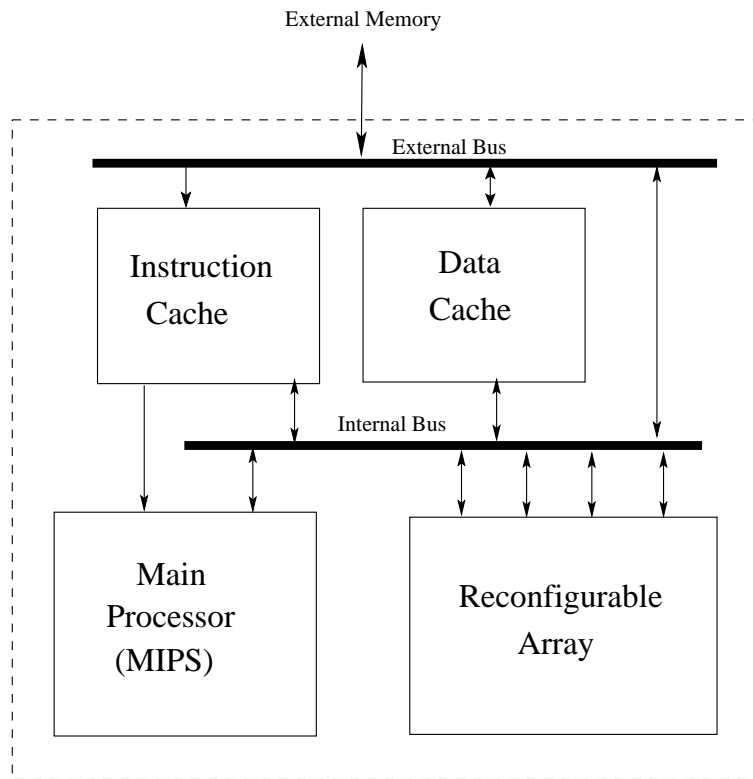 External Memory
External Bus
Instruction
Cache
Data
Cache
Internal Bus
Main
Processor
(MIPS)
Reconfigurable
Array